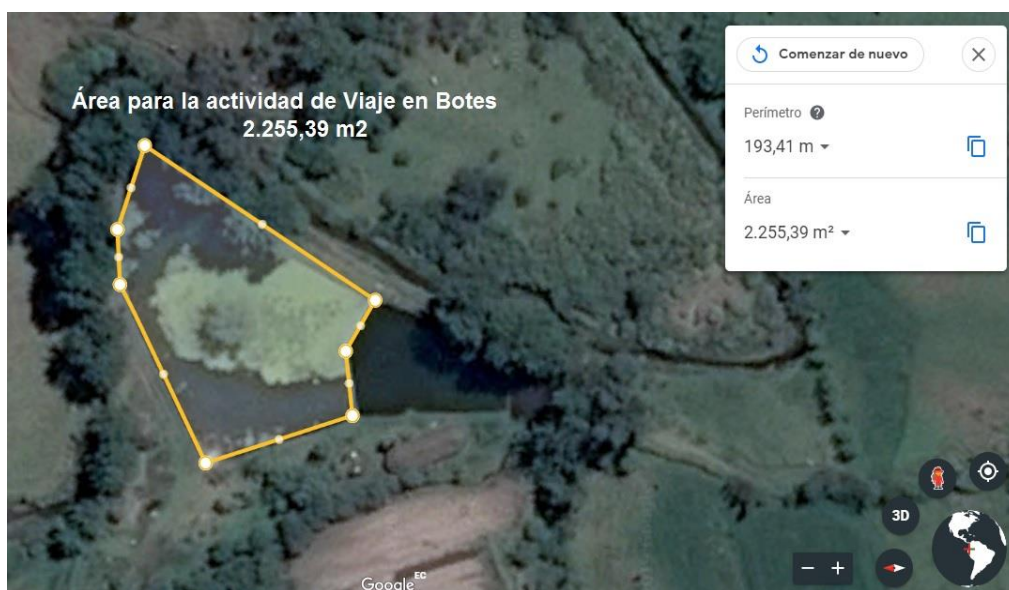 Área para la actividad de Viaje en Botes
2.255,39 m2
Comenzar de nuevo
Perímetro
193,41 m
Área
2.255,39 m²
3D
Google EC